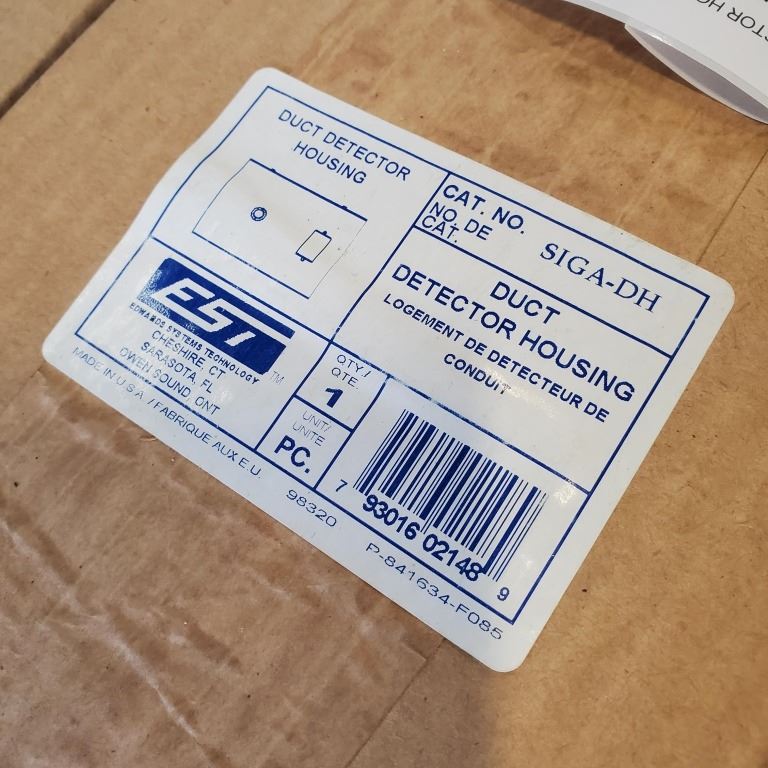 DUCT DETECTOR
HOUSING
CAT. NO.
NO. DE
CAT.
SIGA-DH
DUCT
DETECTOR HOUSING
LOGEMENT DE DETECTEUR DE
CONDUIT
EST
EDWARDS SYSTEMS TECHNOLOGY
TM
CHESHIRE, CT
SARASOTA, FL
OWEN SOUND, ONT
QTY./
QTE.
1
UNIT/
UNITE
PC.
7 93016 02148 9
MADE IN U.S.A. / FABRIQUE AUX E.U.
98320
P-841634-F085